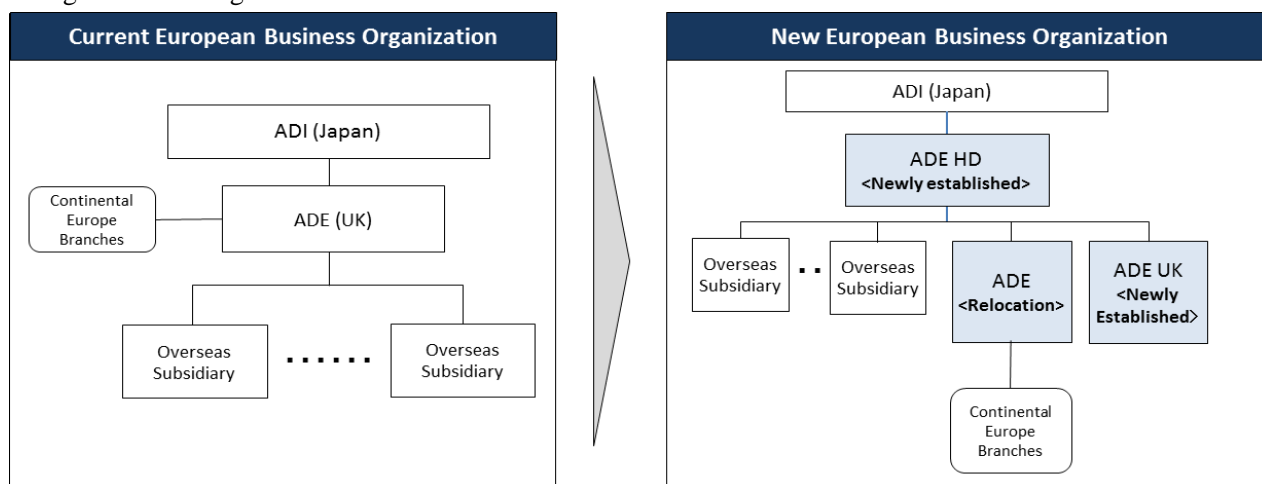 Current European Business Organization
ADI (Japan)
Continental
Europe
Branches
ADE (UK)
Overseas
Subsidiary
......
Overseas
Subsidiary
New European Business Organization
ADI (Japan)
ADE HD
<Newly established>
Overseas
Subsidiary
..
Overseas
Subsidiary
ADE
<Relocation>
ADE UK
<Newly
Established>
Continental
Europe
Branches